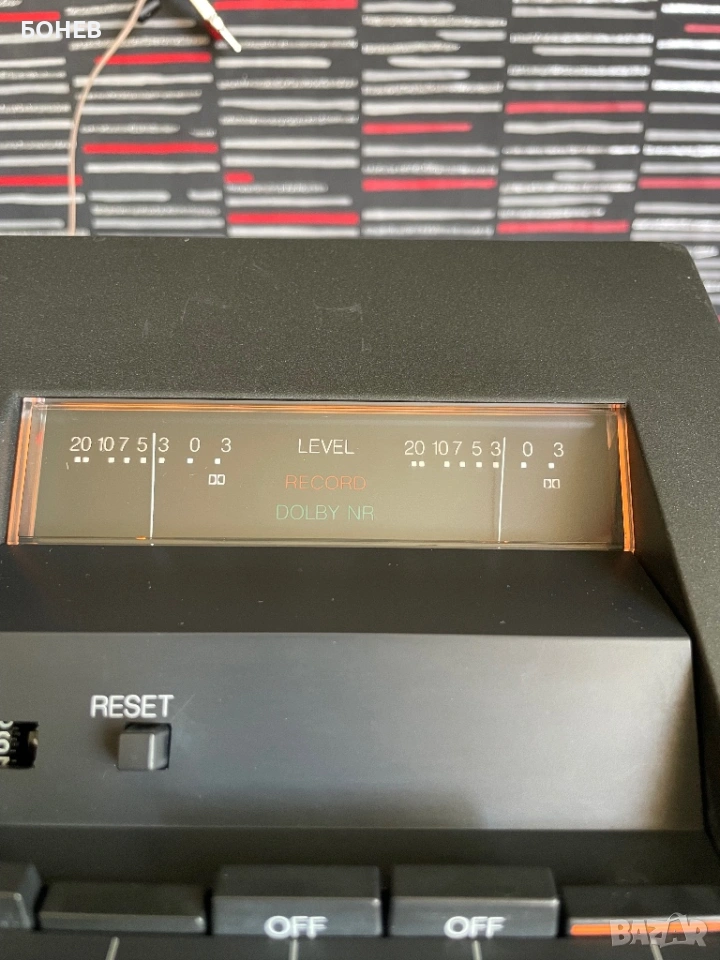 БОНЕВ
20 10 7 5 3 0 3 LEVEL 20 10 7 5 3 0 3
RECORD
DOLBY NR
RESET
OFF OFF
BAZAR